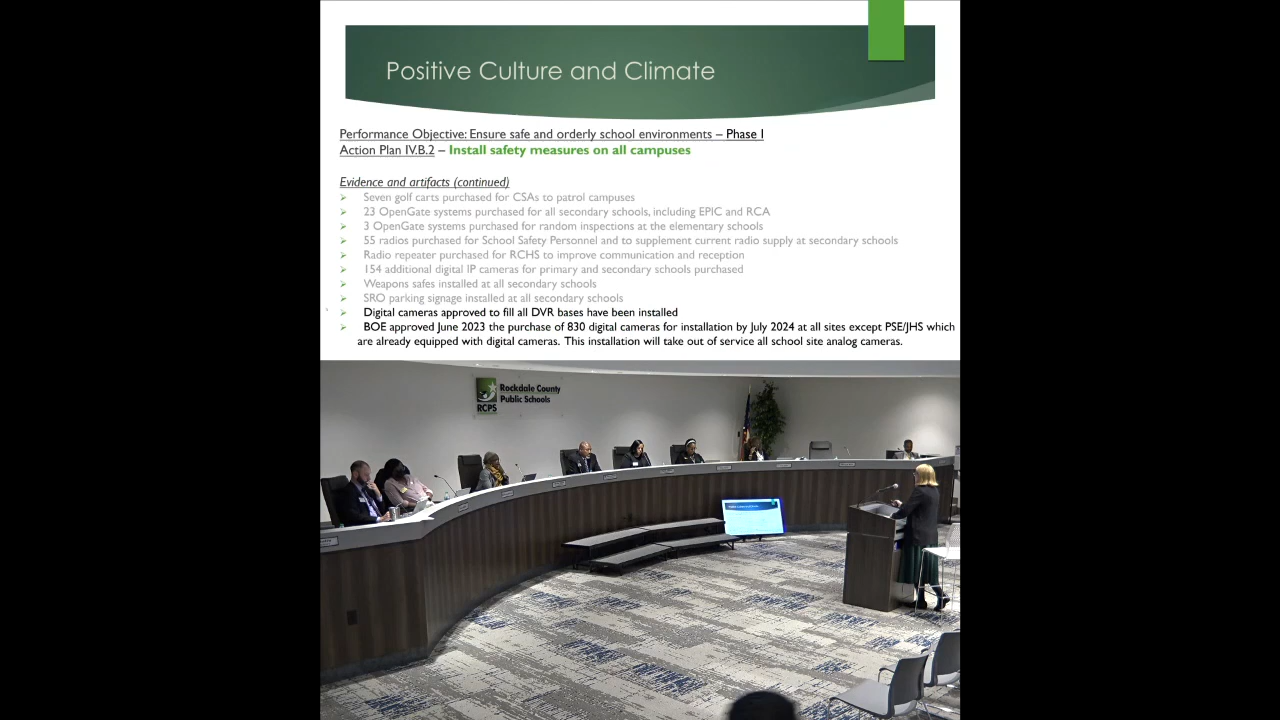 Positive Culture and Climate
Performance Objective: Ensure safe and orderly school environments – Phase I
Action Plan IV.B.2 – Install safety measures on all campuses
Evidence and artifacts (continued)
Seven golf carts purchased for CSAs to patrol campuses
23 OpenGate systems purchased for all secondary schools, including EPIC and RCA
3 OpenGate systems purchased for random inspections at the elementary schools
55 radios purchased for School Safety Personnel and to supplement current radio supply at secondary schools
Radio repeater purchased for RCHS to improve communication and reception
154 additional digital IP cameras for primary and secondary schools purchased
Weapons safes installed at all secondary schools
SRO parking signage installed at all secondary schools
Digital cameras approved to fill all DVR bases have been installed
BOE approved June 2023 the purchase of 830 digital cameras for installation by July 2024 at all sites except PSE/JHS which
are already equipped with digital cameras. This installation will take out of service all school site analog cameras.
Rockdale County
Public Schools
RCPS